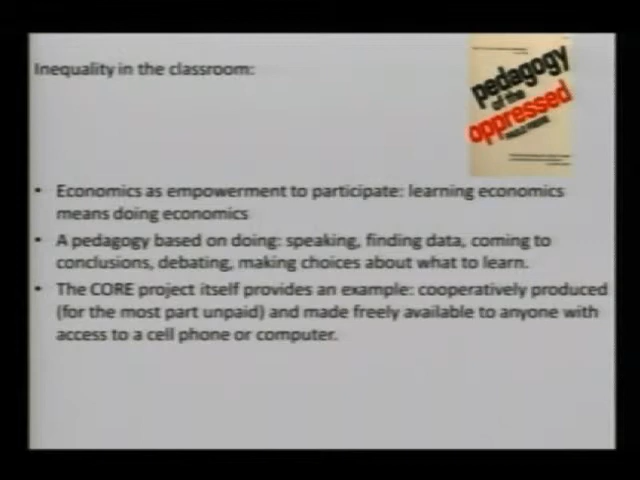 Inequality in the classroom:
pedagogy
of the
oppressed
• Economics as empowerment to participate: learning economics
means doing economics
• A pedagogy based on doing: speaking, finding data, coming to
conclusions, debating, making choices about what to learn.
• The CORE project itself provides an example: cooperatively produced
(for the most part unpaid) and made freely available to anyone with
access to a cell phone or computer.